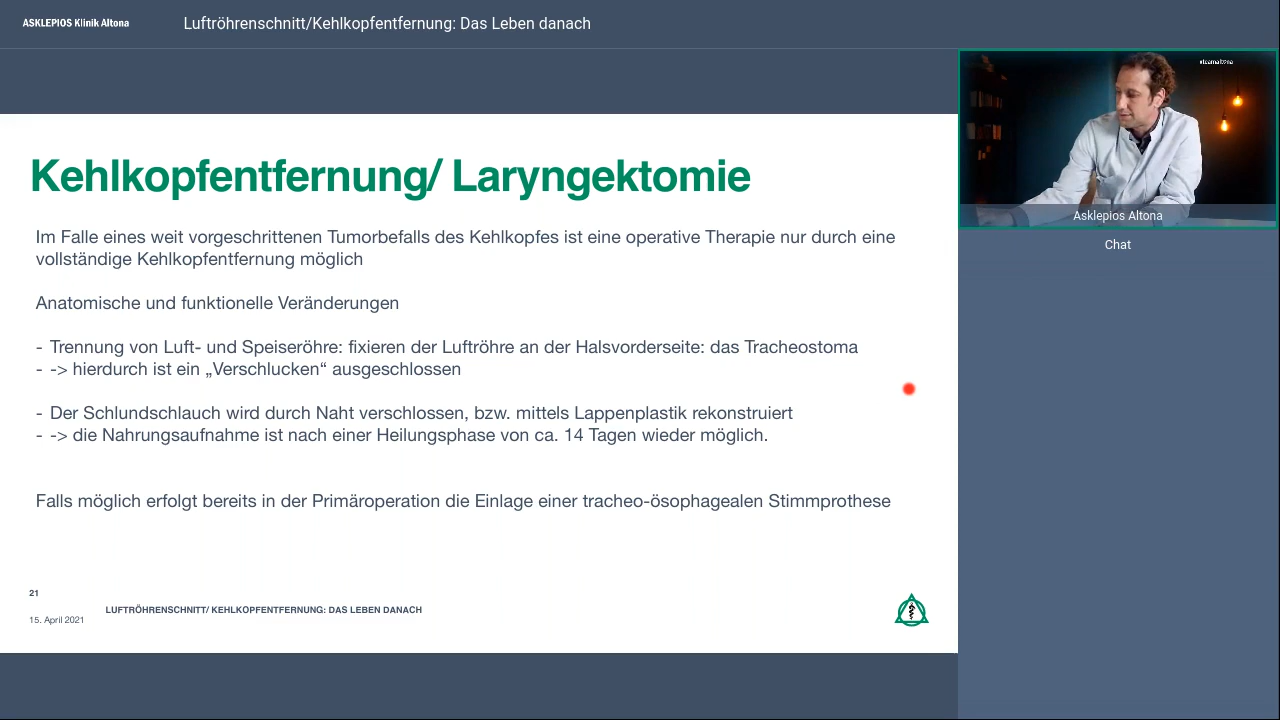 ASKLEPIOS Klinik Altona
Luftröhrenschnitt/Kehlkopfentfernung: Das Leben danach
#teamaltona
Asklepios Altona
Chat
Kehlkopfentfernung/ Laryngektomie
Im Falle eines weit vorgeschrittenen Tumorbefalls des Kehlkopfes ist eine operative Therapie nur durch eine
vollständige Kehlkopfentfernung möglich
Anatomische und funktionelle Veränderungen
- Trennung von Luft- und Speiseröhre: fixieren der Luftröhre an der Halsvorderseite: das Tracheostoma
- -> hierdurch ist ein „Verschlucken“ ausgeschlossen
- Der Schlundschlauch wird durch Naht verschlossen, bzw. mittels Lappenplastik rekonstruiert
- -> die Nahrungsaufnahme ist nach einer Heilungsphase von ca. 14 Tagen wieder möglich.
Falls möglich erfolgt bereits in der Primäroperation die Einlage einer tracheo-ösophagealen Stimmprothese
21
LUFTRÖHRENSCHNITT/ KEHLKOPFENTFERNUNG: DAS LEBEN DANACH
15. April 2021